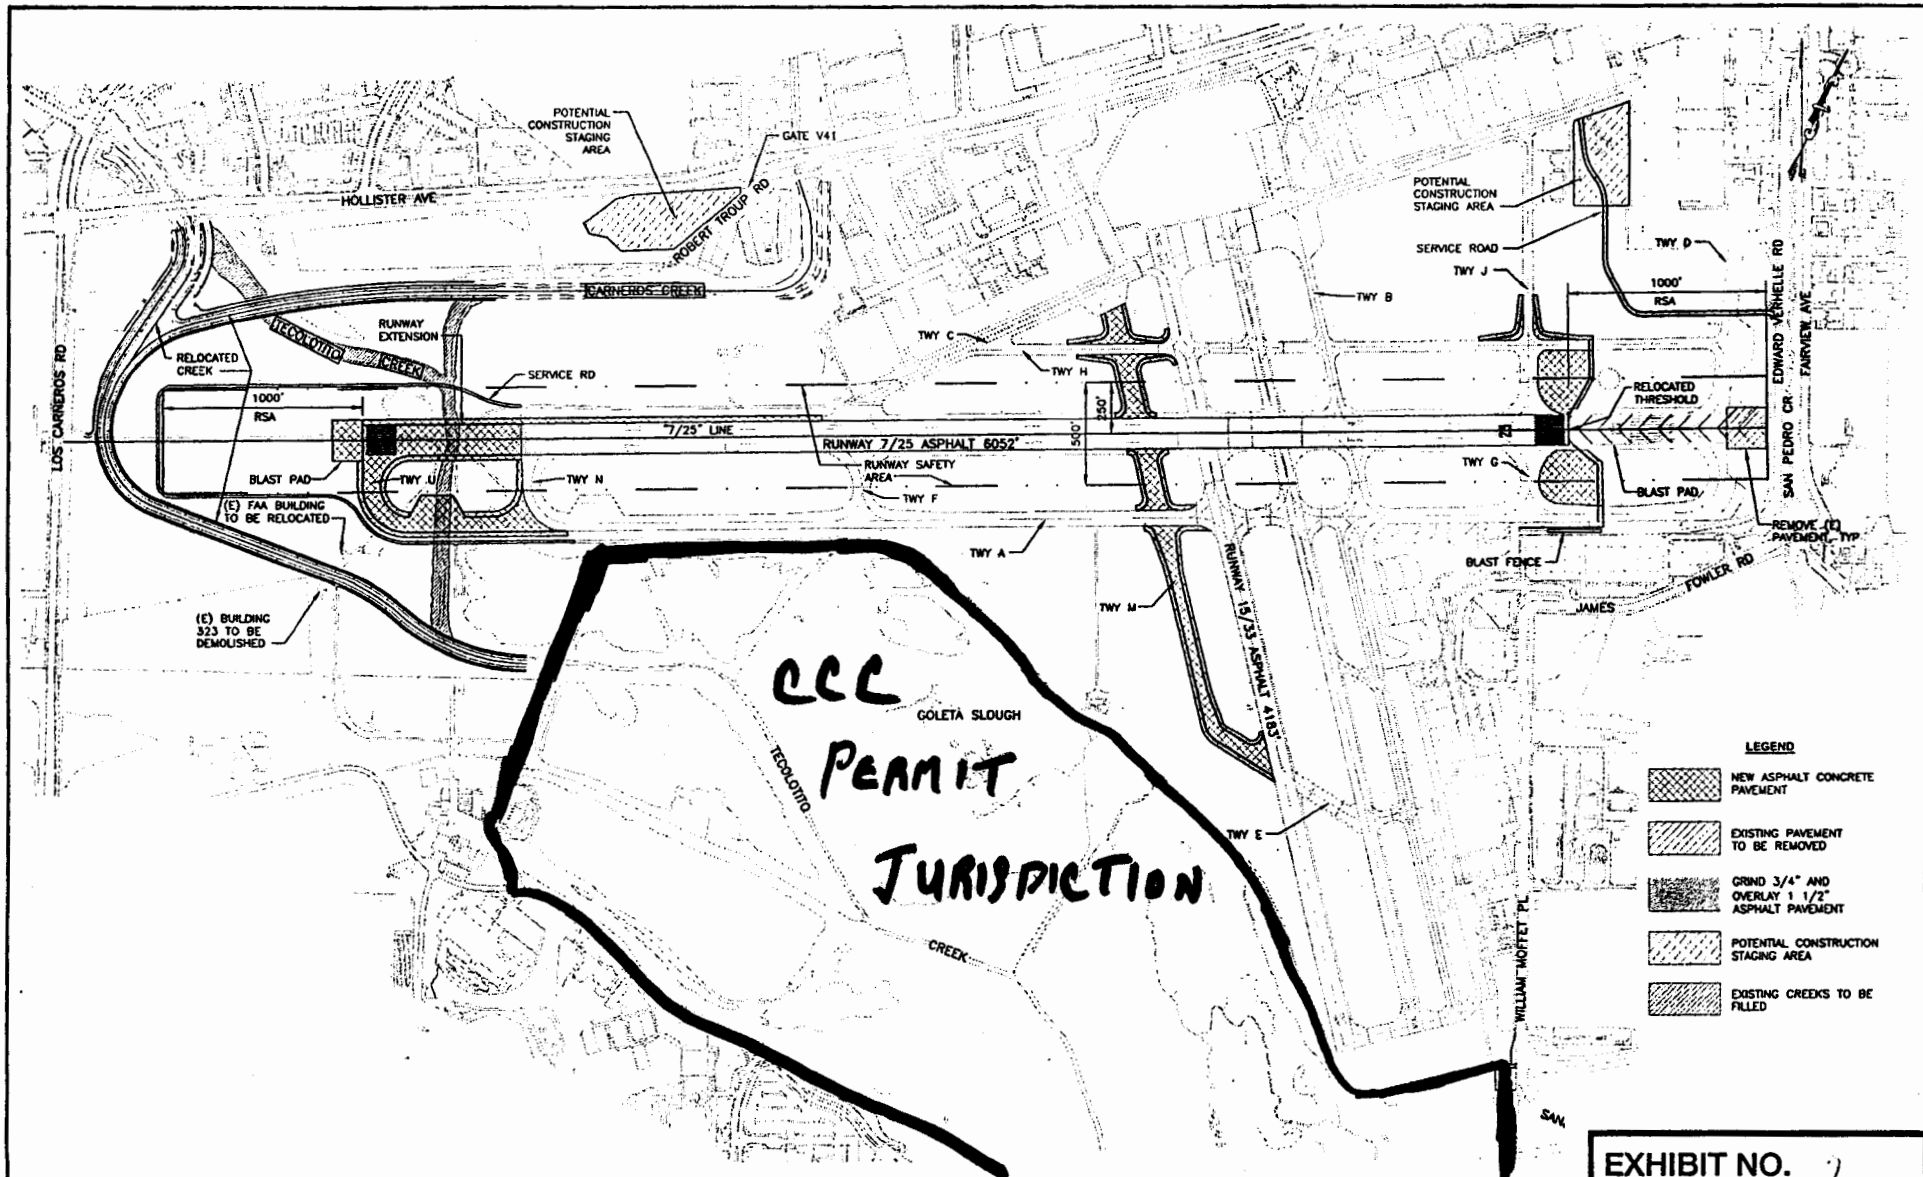 POTENTIAL
CONSTRUCTION
STAGING
AREA
GATE V41
HOLLISTER AVE
ROBERT TROUP RD
POTENTIAL
CONSTRUCTION
STAGING AREA
SERVICE ROAD
TWY D
TWY J
1000'
RSA
TWY B
EDWARD VERHELLE RD
FAIRVIEW AVE
SAN PEDRO CR
CARNEROS CREEK
TECOLOTITO
CREEK
RUNWAY
EXTENSION
RELOCATED
CREEK
SERVICE RD
TWY C
TWY H
LOS CARNEROS RD
1000'
RSA
250'
500'
RELOCATED
THRESHOLD
"7/25" LINE
RUNWAY 7/25 ASPHALT 6052'
25
RUNWAY SAFETY
AREA
BLAST PAD
TWY U
TWY N
TWY F
TWY G
BLAST PAD
(E) FAA BUILDING
TO BE RELOCATED
REMOVE (E)
PAVEMENT, TYP
TWY A
BLAST FENCE
JAMES
FOWLER RD
RUNWAY 15/33 ASPHALT 4183'
TWY M
(E) BUILDING
323 TO BE
DEMOLISHED
CCC
GOLETA SLOUGH
PERMIT
JURISDICTION
TECOLOTITO
CREEK
TWY E
WILLIAM MOFFET PL
SAN
LEGEND
NEW ASPHALT CONCRETE
PAVEMENT
EXISTING PAVEMENT
TO BE REMOVED
GRIND 3/4" AND
OVERLAY 1 1/2"
ASPHALT PAVEMENT
POTENTIAL CONSTRUCTION
STAGING AREA
EXISTING CREEKS TO BE
FILLED
EXHIBIT NO.